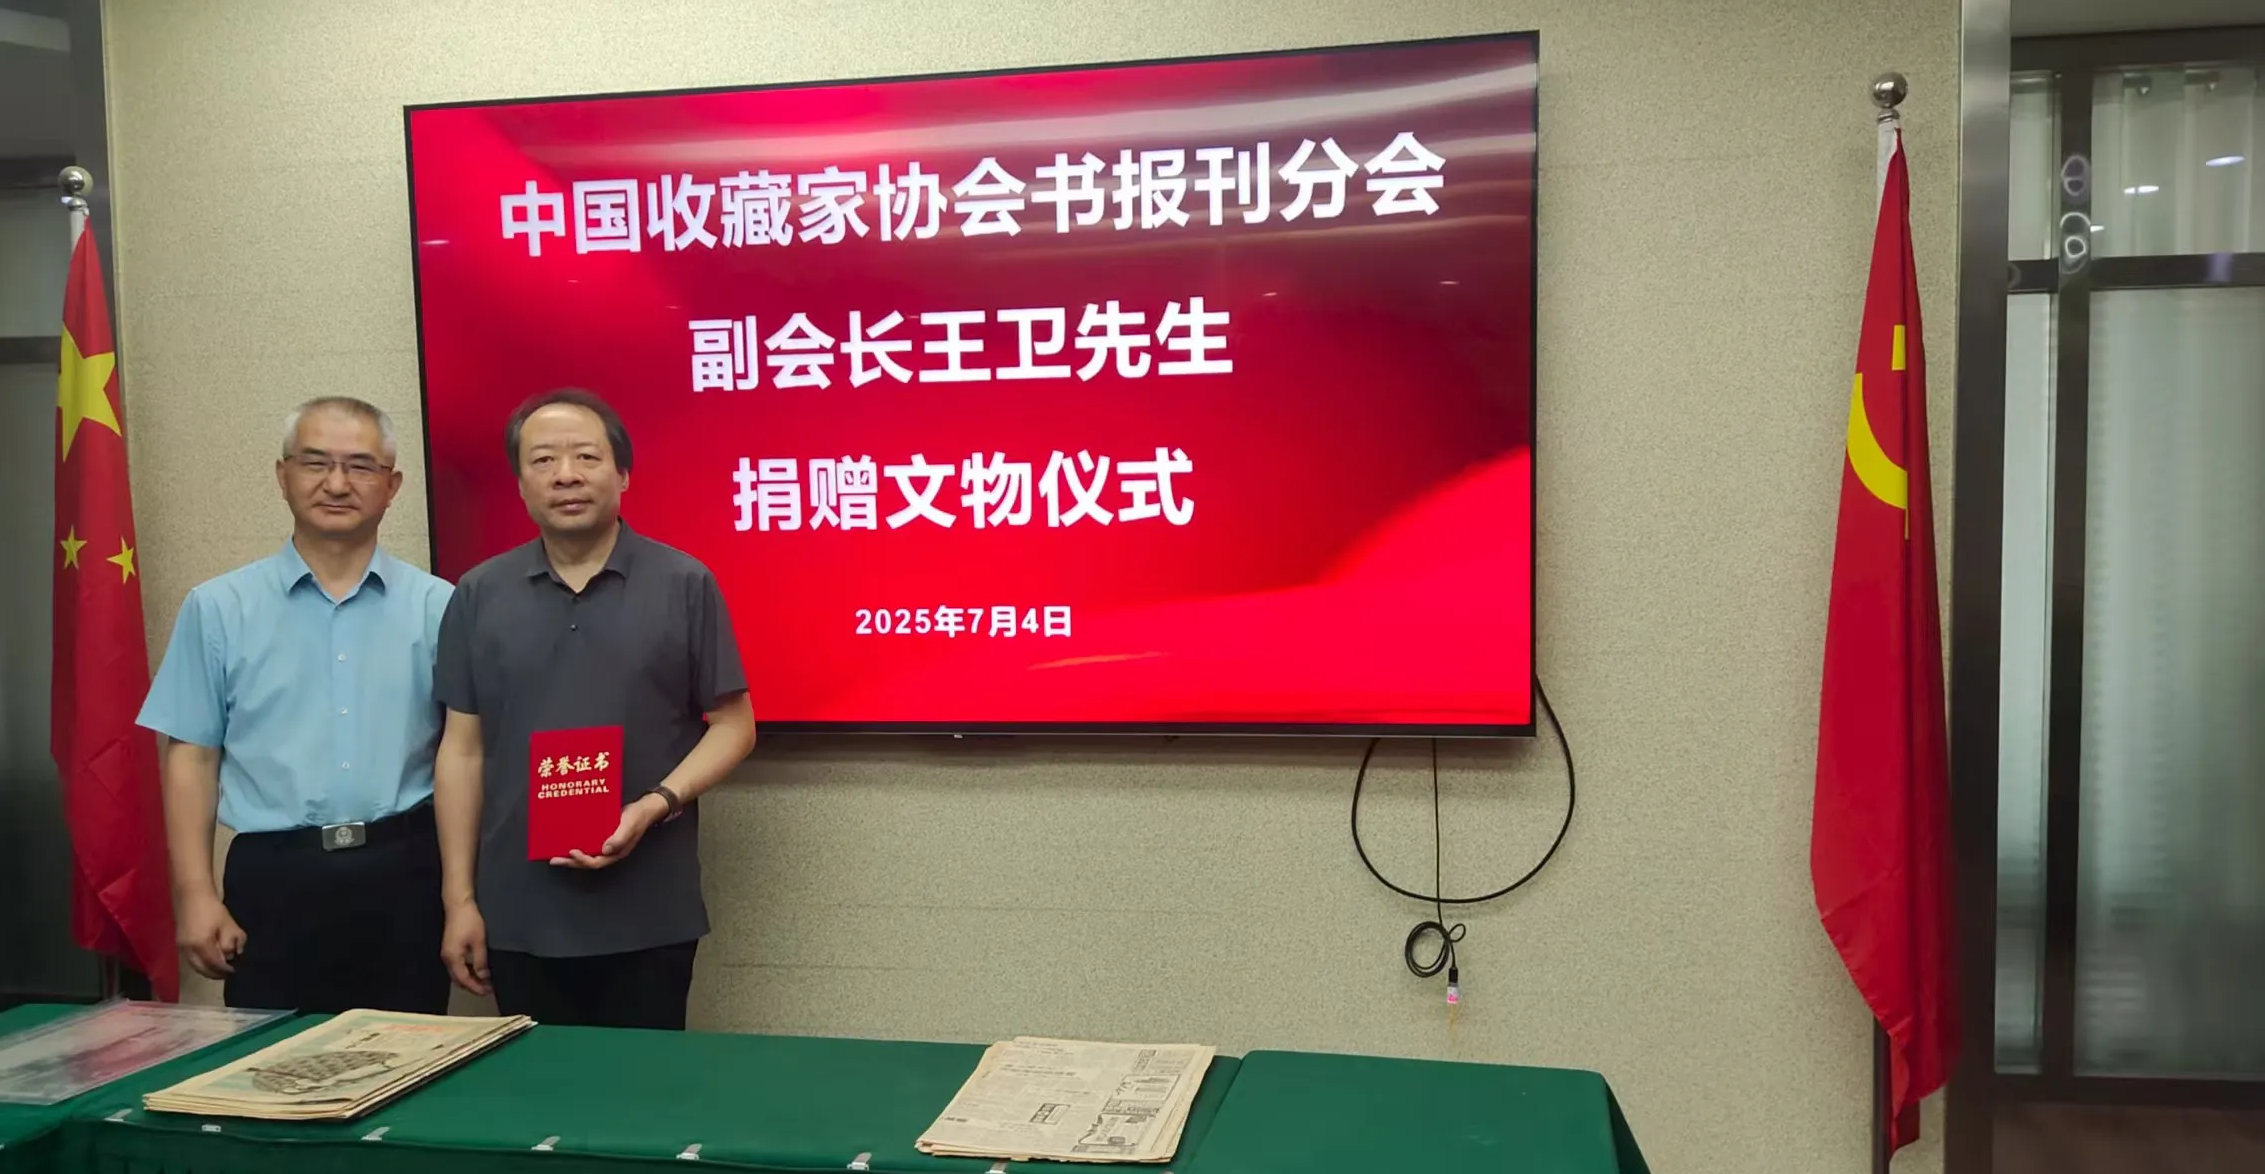 中国收藏家协会书报刊分会
副会长王卫先生
捐赠文物仪式
2025年7月4日
荣誉证书
HONORARY
CREDENTIAL